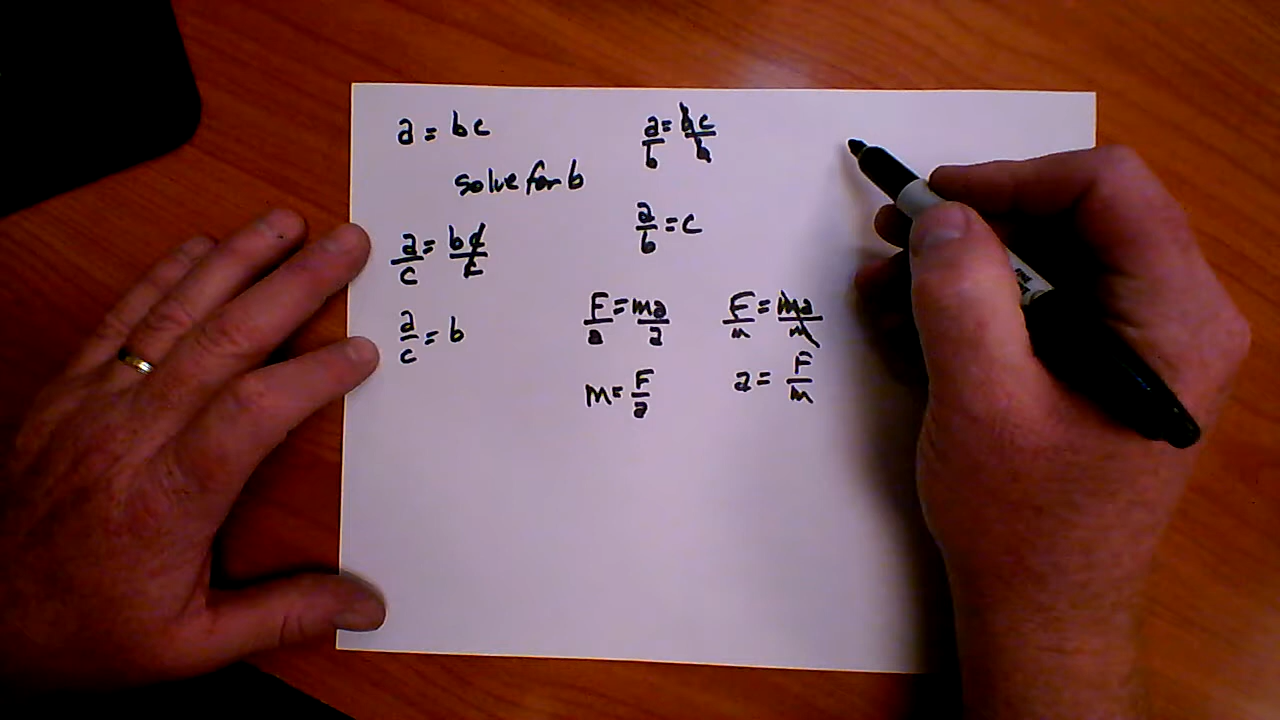 a = bc
solve for b
a/c = bc/c
a/c = b
a/b = bc/b
a/b = c
F/a = ma/a
m = F/a
F/m = ma/m
a = F/m